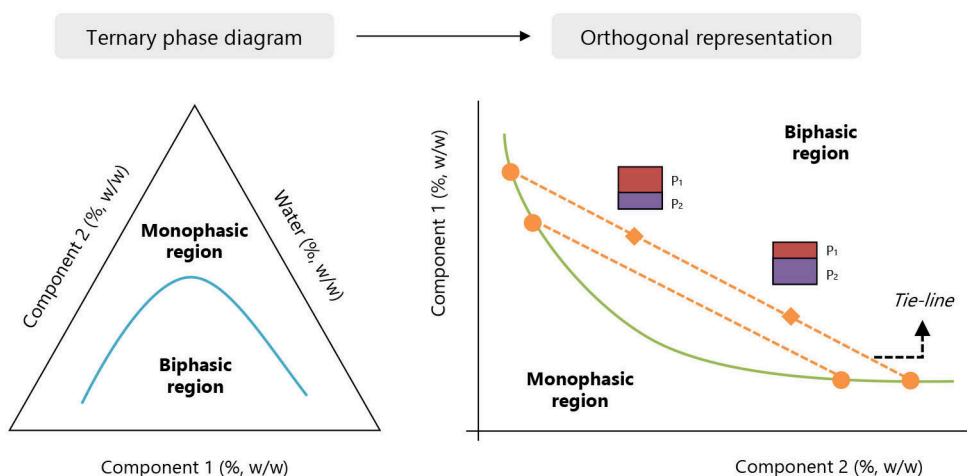 Ternary phase diagram
Orthogonal representation
Component 2 (%, w/w)
Water (%, w/w)
Monophasic
region
Biphasic
region
Component 1 (%, w/w)
Component 1 (%, w/w)
Biphasic
region
P1
P2
P1
P2
Tie-line
Monophasic
region
Component 2 (%, w/w)